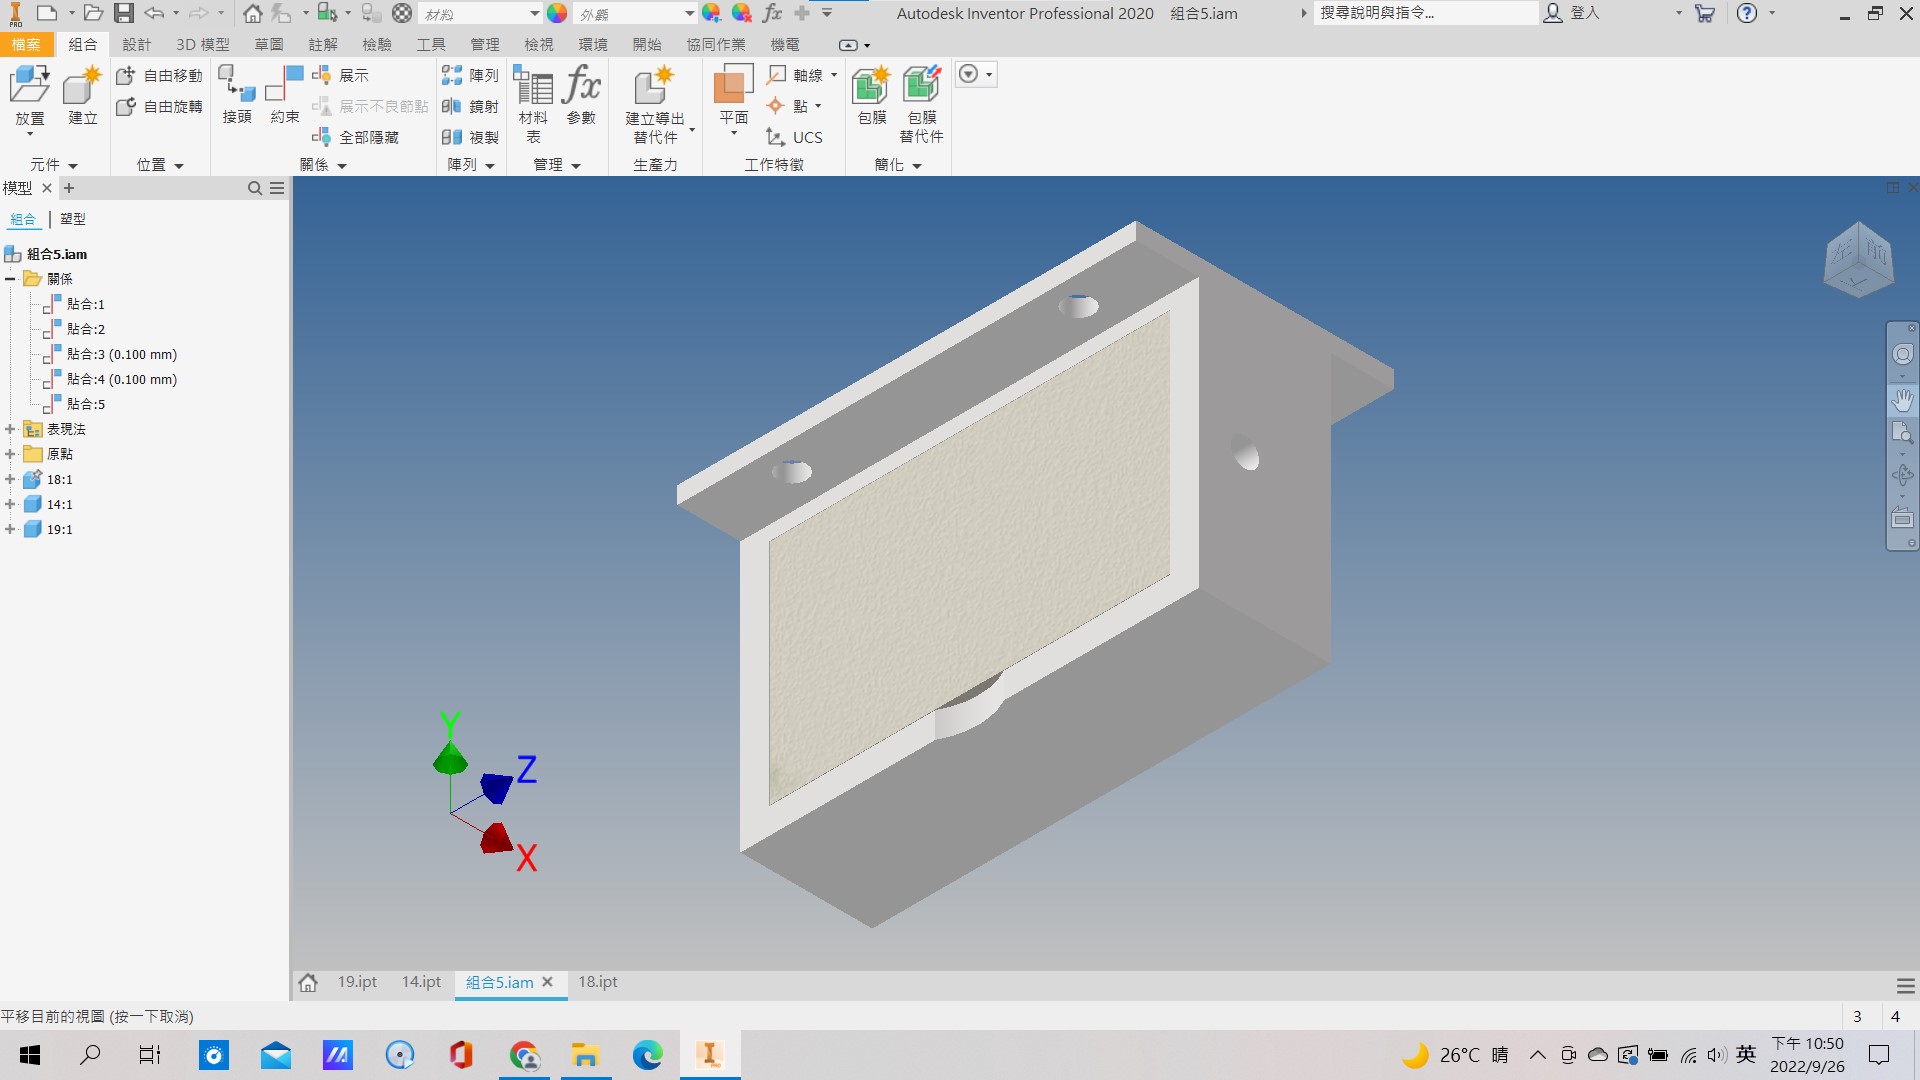 PRO 材料 外觀 fx Autodesk Inventor Professional 2020 組合5.iam 搜尋說明與指令... 登入
檔案 組合 設計 3D 模型 草圖 註解 檢驗 工具 管理 檢視 環境 開始 協同作業 機電
放置 建立 自由移動 自由旋轉 接頭 約束 展示 展示不良節點 全部隱藏 陣列 鏡射 複製 材料表 fx 參數 建立導出替代件 平面 軸線 點 UCS 包膜 包膜替代件
元件 位置 關係 陣列 管理 生產力 工作特徵 簡化
模型
組合 塑型
組合5.iam
關係
貼合:1
貼合:2
貼合:3 (0.100 mm)
貼合:4 (0.100 mm)
貼合:5
表現法
原點
18:1
14:1
19:1
左 前
Y
Z
X
19.ipt 14.ipt 組合5.iam 18.ipt
平移目前的視圖 (按一下取消) 3 4
26°C 晴 英 下午 10:50
2022/9/26